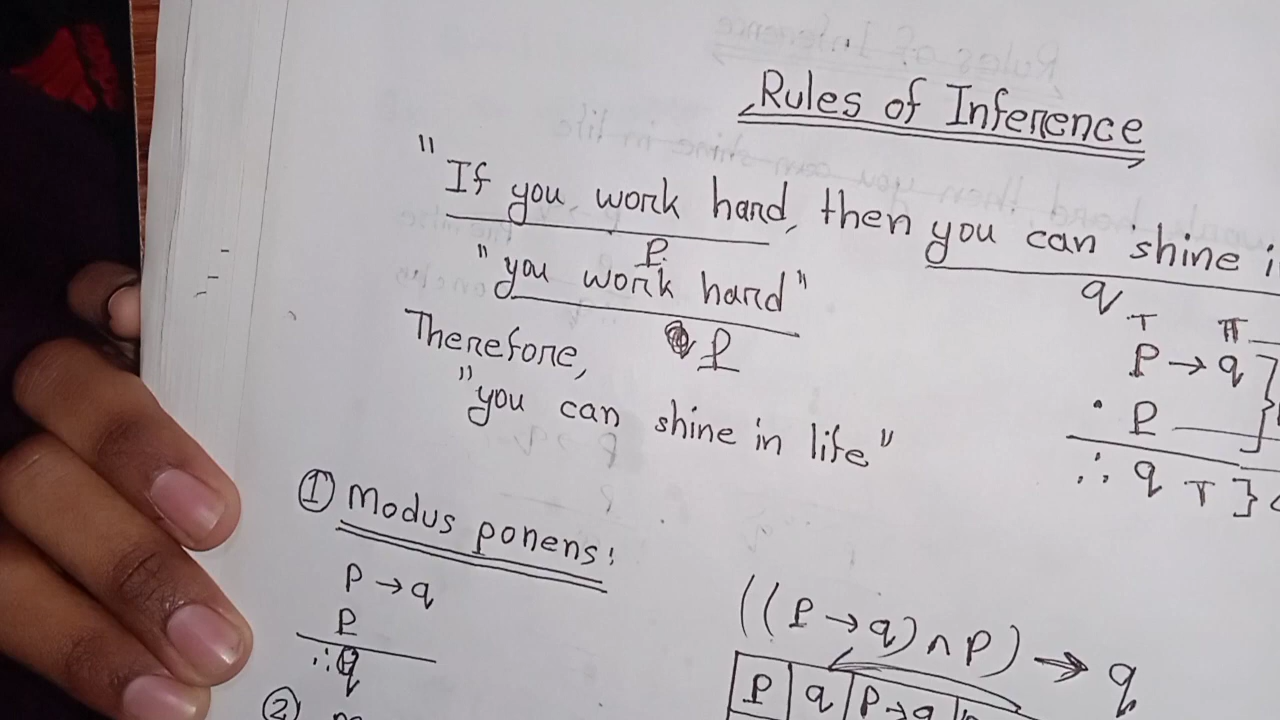 Rules of Inference
"If you work hard, then you can shine
P
q
"you work hard"
P
Therefore,
"you can shine in life"
T
P → q
P
∴ q T }
① Modus ponens:
P → q
P
∴ q
((P → q) ∧ P) → q
P q P→q
②